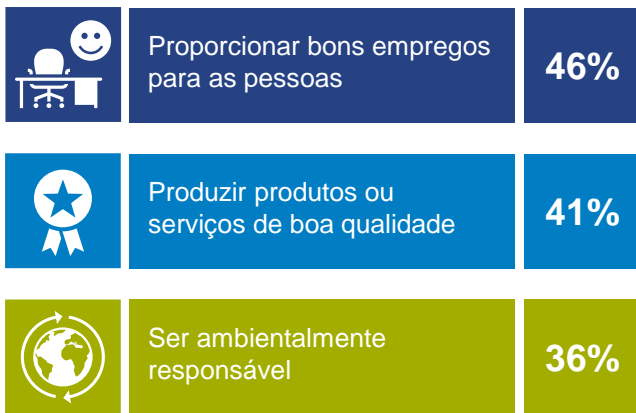 Proporcionar bons empregos
para as pessoas
46%
Produzir produtos ou
serviços de boa qualidade
41%
Ser ambientalmente
responsável
36%